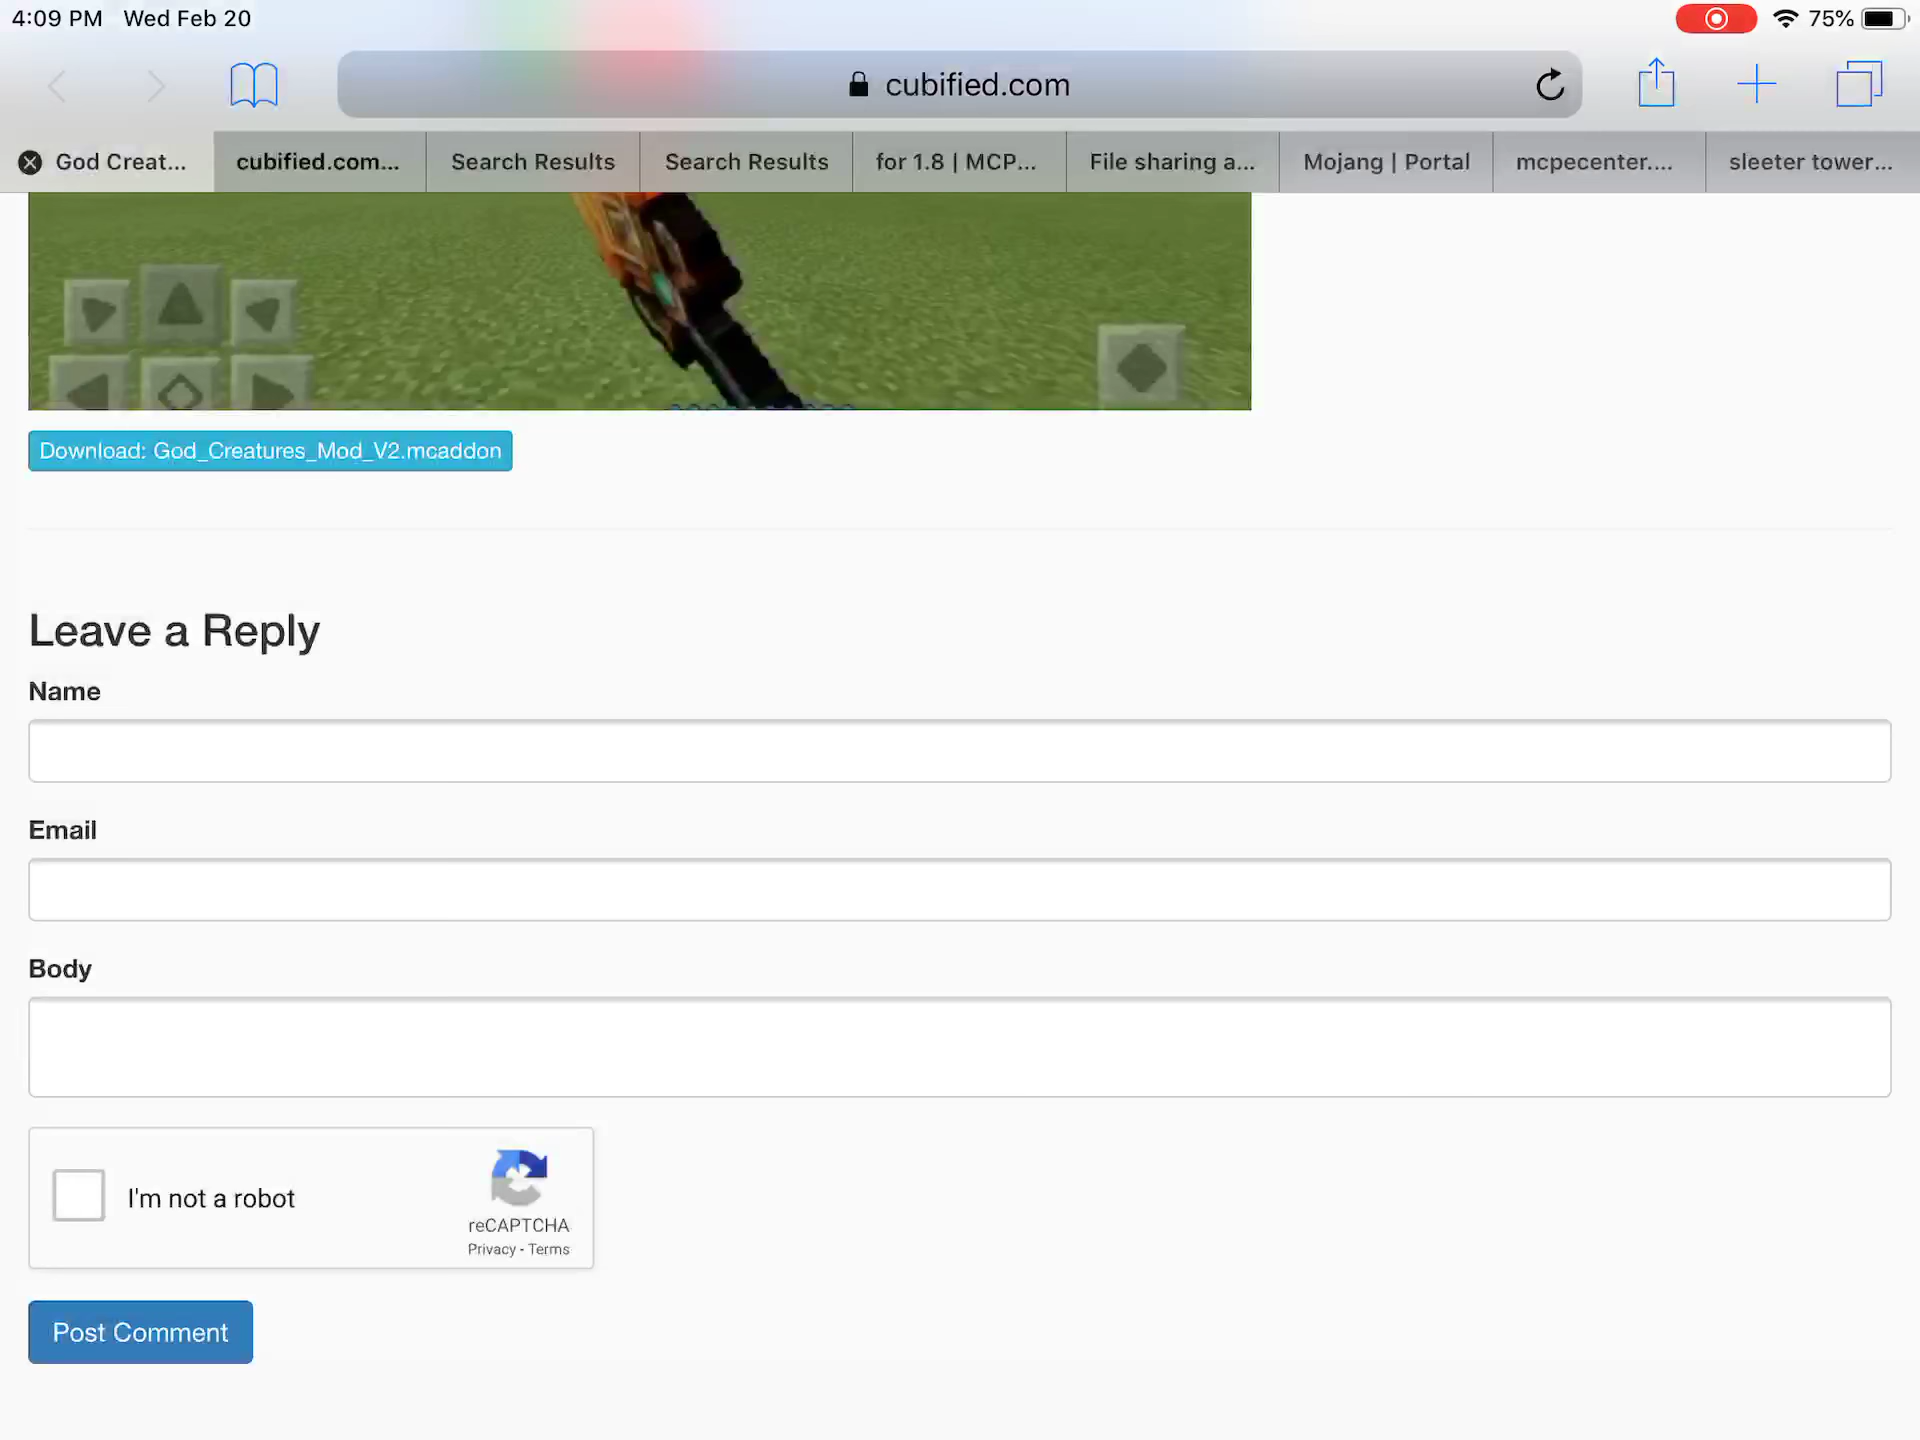 4:09 PM Wed Feb 20
75%
cubified.com
God Creat...
cubified.com...
Search Results
Search Results
for 1.8 | MCP...
File sharing a...
Mojang | Portal
mcpecenter....
sleeter tower...
Download: God_Creatures_Mod_V2.mcaddon
Leave a Reply
Name
Email
Body
I'm not a robot
reCAPTCHA
Privacy - Terms
Post Comment